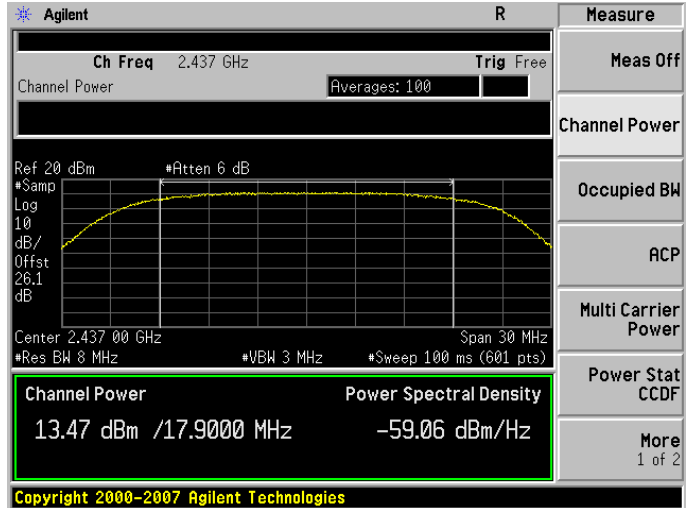 Agilent R Measure
Ch Freq 2.437 GHz Trig Free
Channel Power Averages: 100
Meas Off
Channel Power
Occupied BW
ACP
Multi Carrier
Power
Power Stat
CCDF
More
1 of 2
Ref 20 dBm #Atten 6 dB
#Samp
Log
10
dB/
Offst
26.1
dB
Center 2.437 00 GHz Span 30 MHz
#Res BW 8 MHz #VBW 3 MHz #Sweep 100 ms (601 pts)
Channel Power Power Spectral Density
13.47 dBm /17.9000 MHz -59.06 dBm/Hz
Copyright 2000-2007 Agilent Technologies